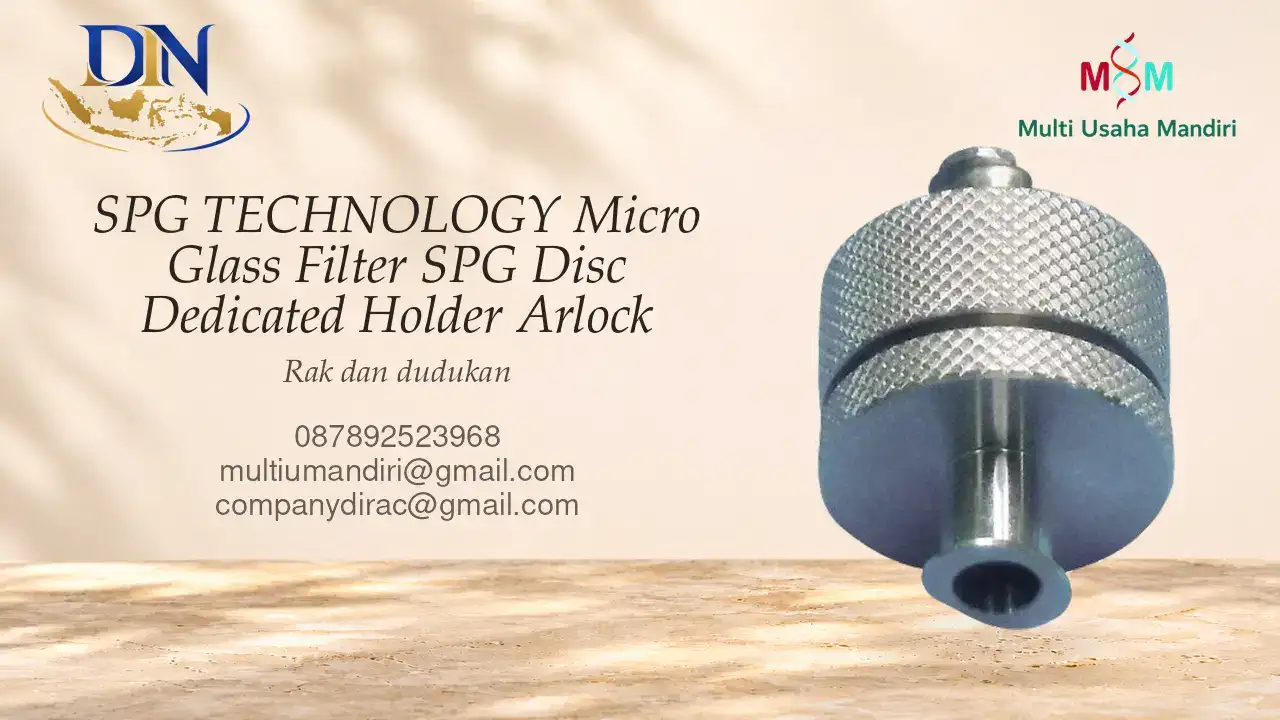 DIN
M M
Multi Usaha Mandiri
SPG TECHNOLOGY Micro
Glass Filter SPG Disc
Dedicated Holder Arlock
Rak dan dudukan
087892523968
multiumandiri@gmail.com
companydirac@gmail.com